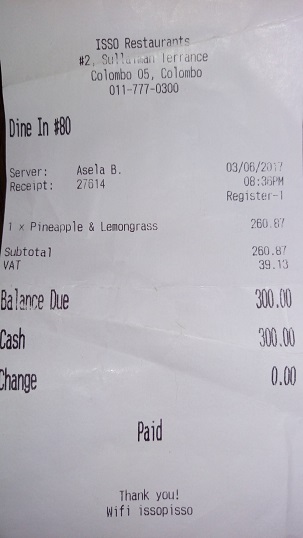 ISSO Restaurants
#2, Sulluiman Terrance
Colombo 05, Colombo
011-777-0300
Dine In #80
Server: Asela B. 03/06/2017
Receipt: 27614 08:36PM
Register-1
1 x Pineapple & Lemongrass 260.87
Subtotal 260.87
VAT 39.13
Balance Due 300.00
Cash 300.00
Change 0.00
Paid
Thank you!
Wifi issopisso